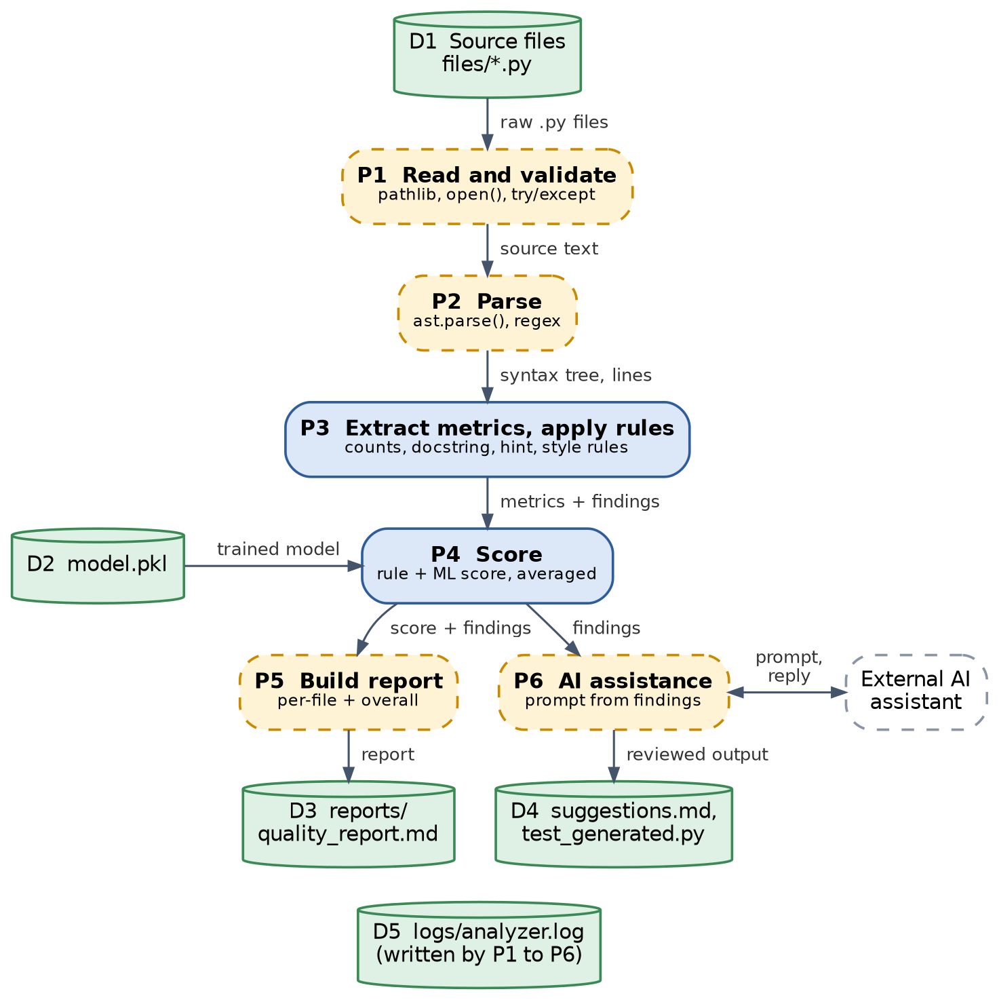 D1  Source files
files/*.py
raw .py files
P1  Read and validate
pathlib, open(), try/except
source text
P2  Parse
ast.parse(), regex
syntax tree, lines
P3  Extract metrics, apply rules
counts, docstring, hint, style rules
metrics + findings
D2  model.pkl
trained model
P4  Score
rule + ML score, averaged
score + findings
findings
P5  Build report
per-file + overall
P6  AI assistance
prompt from findings
prompt,
reply
External AI
assistant
report
reviewed output
D3  reports/
quality_report.md
D4  suggestions.md,
test_generated.py
D5  logs/analyzer.log
(written by P1 to P6)